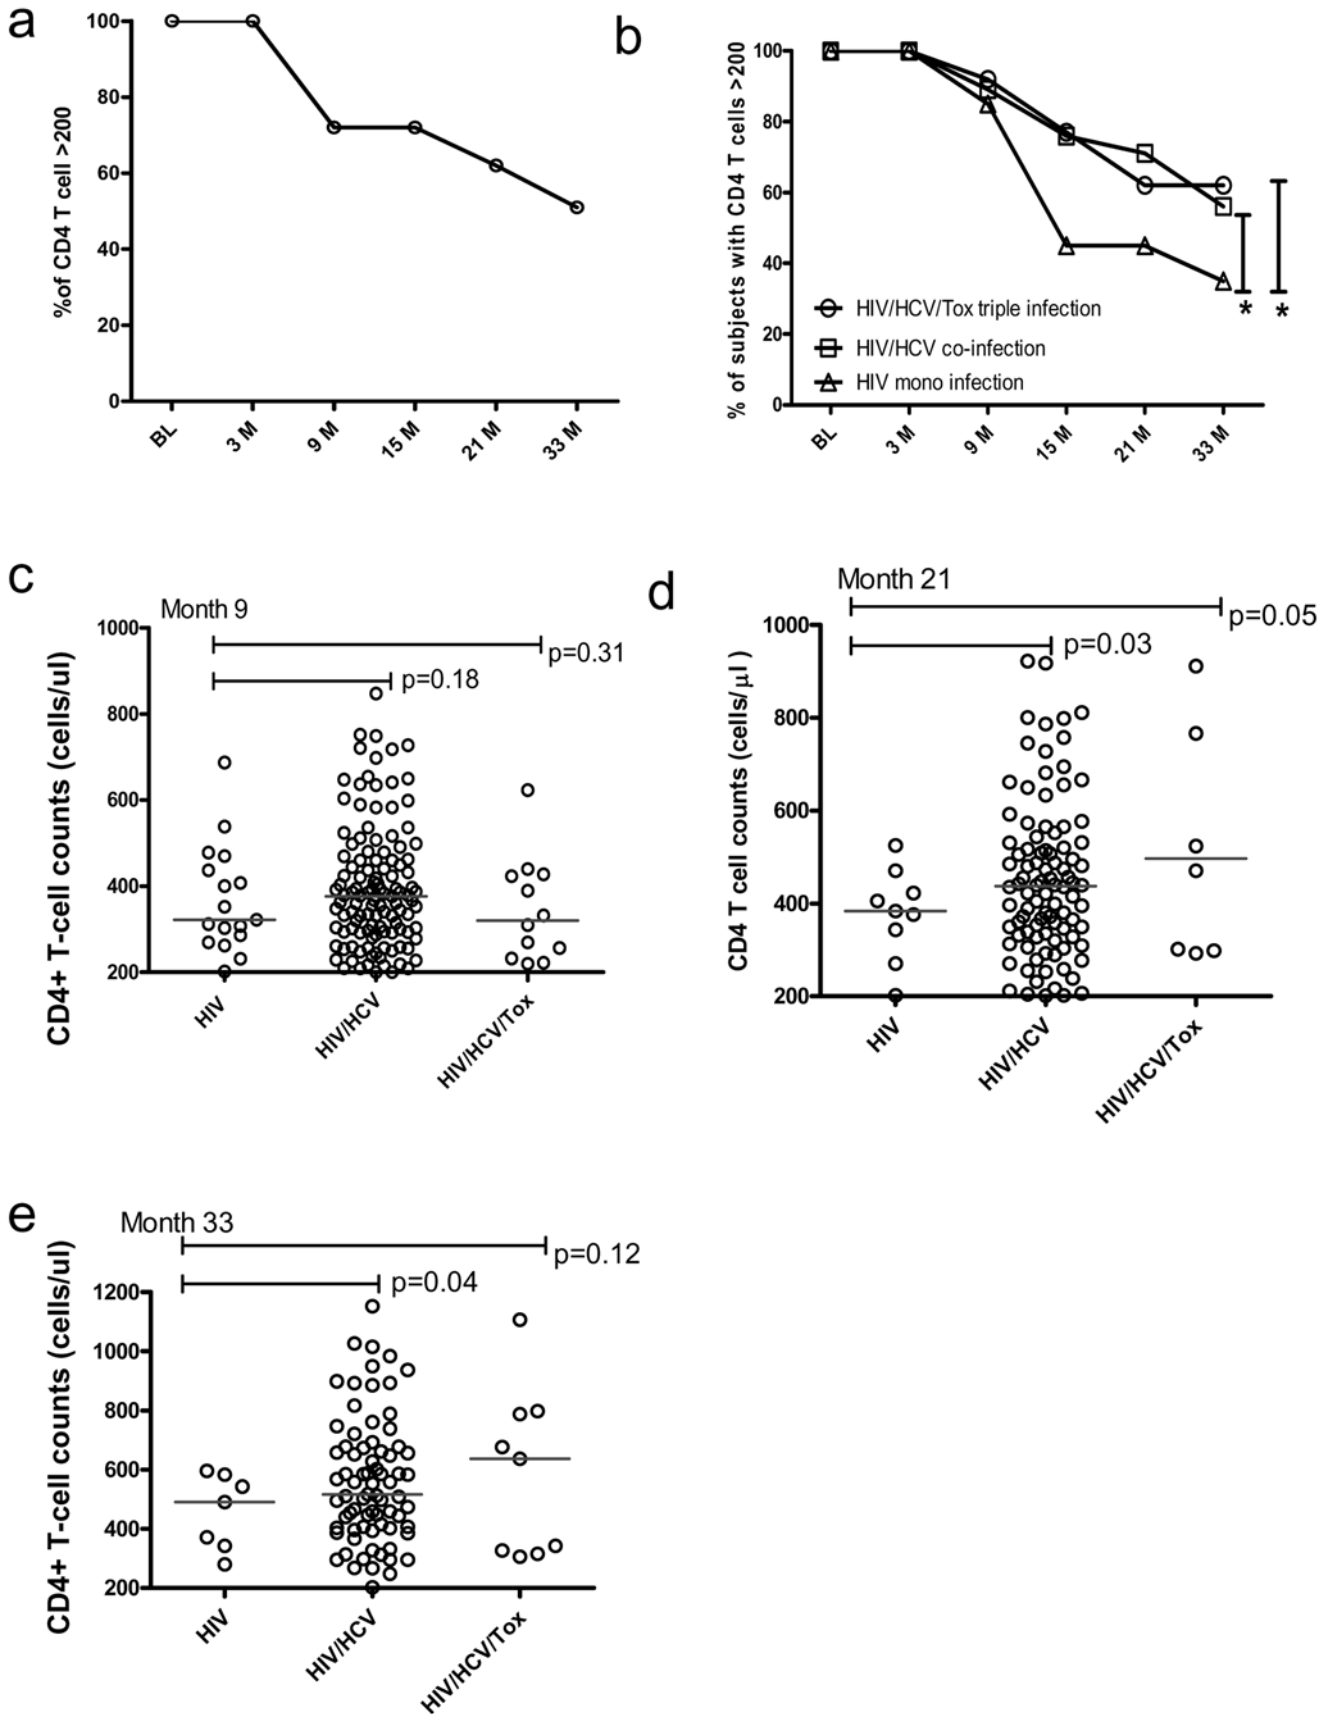 a
%of CD4 T cell >200
100
80
60
40
20
0
BL
3 M
9 M
15 M
21 M
33 M
b
% of subjects with CD4 T cells >200
100
80
60
40
20
0
HIV/HCV/Tox triple infection
HIV/HCV co-infection
HIV mono infection
* *
BL
3 M
9 M
15 M
21 M
33 M
c
Month 9
CD4+ T-cell counts (cells/ul)
1000
800
600
400
200
p=0.31
p=0.18
HIV
HIV/HCV
HIV/HCV/Tox
d
Month 21
CD4 T cell counts (cells/μl )
1000
800
600
400
200
p=0.05
p=0.03
HIV
HIV/HCV
HIV/HCV/Tox
e
Month 33
CD4+ T-cell counts (cells/ul)
1200
1000
800
600
400
200
p=0.12
p=0.04
HIV
HIV/HCV
HIV/HCV/Tox